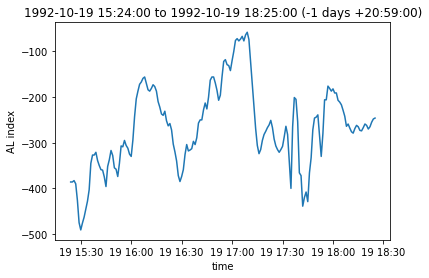 1992-10-19 15:24:00 to 1992-10-19 18:25:00 (-1 days +20:59:00)
−100
−200
−300
−400
−500
AL index
19 15:30 19 16:00 19 16:30 19 17:00 19 17:30 19 18:00 19 18:30
time